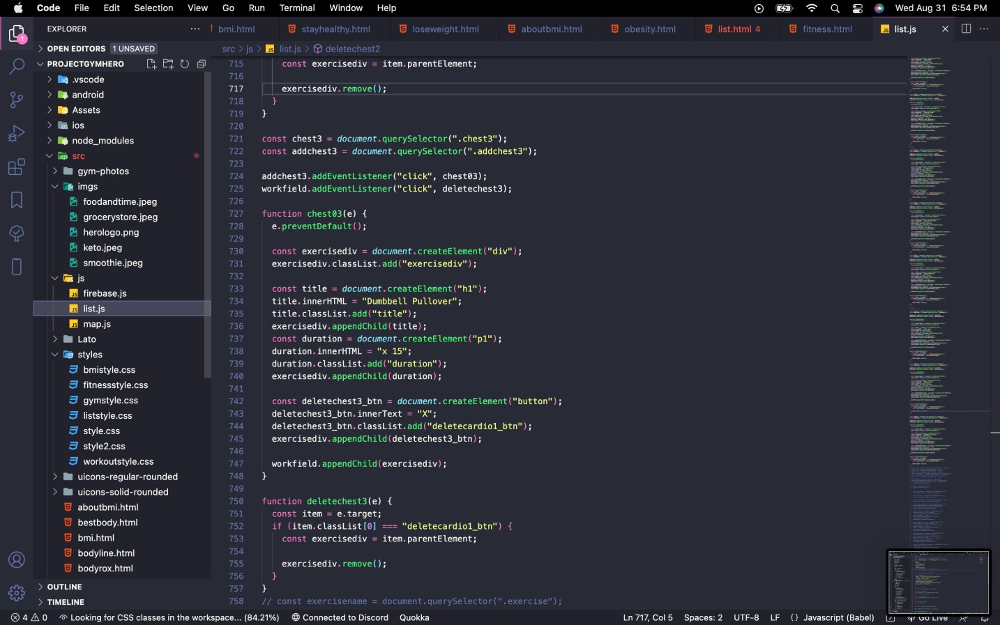 Code File Edit Selection View Go Run Terminal Window Help Wed Aug 31 6:54 PM
EXPLORER
bmi.html stayhealthy.html loseweight.html aboutbmi.html obesity.html list.html 4 fitness.html list.js
OPEN EDITORS 1 UNSAVED
src > js > list.js > deletechest2
PROJECTGYMHERO
.vscode
android
Assets
ios
node_modules
src
gym-photos
imgs
foodandtime.jpeg
grocerystore.jpeg
herologo.png
keto.jpeg
smoothie.jpeg
js
firebase.js
list.js
map.js
Lato
styles
bmistyle.css
fitnessstyle.css
gymstyle.css
liststyle.css
style.css
style2.css
workoutstyle.css
uicons-regular-rounded
uicons-solid-rounded
aboutbmi.html
bestbody.html
bmi.html
bodyline.html
bodyrox.html
OUTLINE
TIMELINE
715 const exercisediv = item.parentElement;
716
717 exercisediv.remove();
718 }
719 }
720
721 const chest3 = document.querySelector(".chest3");
722 const addchest3 = document.querySelector(".addchest3");
723
724 addchest3.addEventListener("click", chest03);
725 workfield.addEventListener("click", deletechest3);
726
727 function chest03(e) {
728 e.preventDefault();
729
730 const exercisediv = document.createElement("div");
731 exercisediv.classList.add("exercisediv");
732
733 const title = document.createElement("h1");
734 title.innerHTML = "Dumbbell Pullover";
735 title.classList.add("title");
736 exercisediv.appendChild(title);
737 const duration = document.createElement("p1");
738 duration.innerHTML = "x 15";
739 duration.classList.add("duration");
740 exercisediv.appendChild(duration);
741
742 const deletechest3_btn = document.createElement("button");
743 deletechest3_btn.innerText = "X";
744 deletechest3_btn.classList.add("deletecardio1_btn");
745 exercisediv.appendChild(deletechest3_btn);
746
747 workfield.appendChild(exercisediv);
748 }
749
750 function deletechest3(e) {
751 const item = e.target;
752 if (item.classList[0] === "deletecardio1_btn") {
753 const exercisediv = item.parentElement;
754
755 exercisediv.remove();
756 }
757 }
758 // const exercisename = document.querySelector(".exercise");
4 0 Looking for CSS classes in the workspace... (84.21%) Connected to Discord Quokka Ln 717, Col 5 Spaces: 2 UTF-8 LF {} Javascript (Babel) Go Live